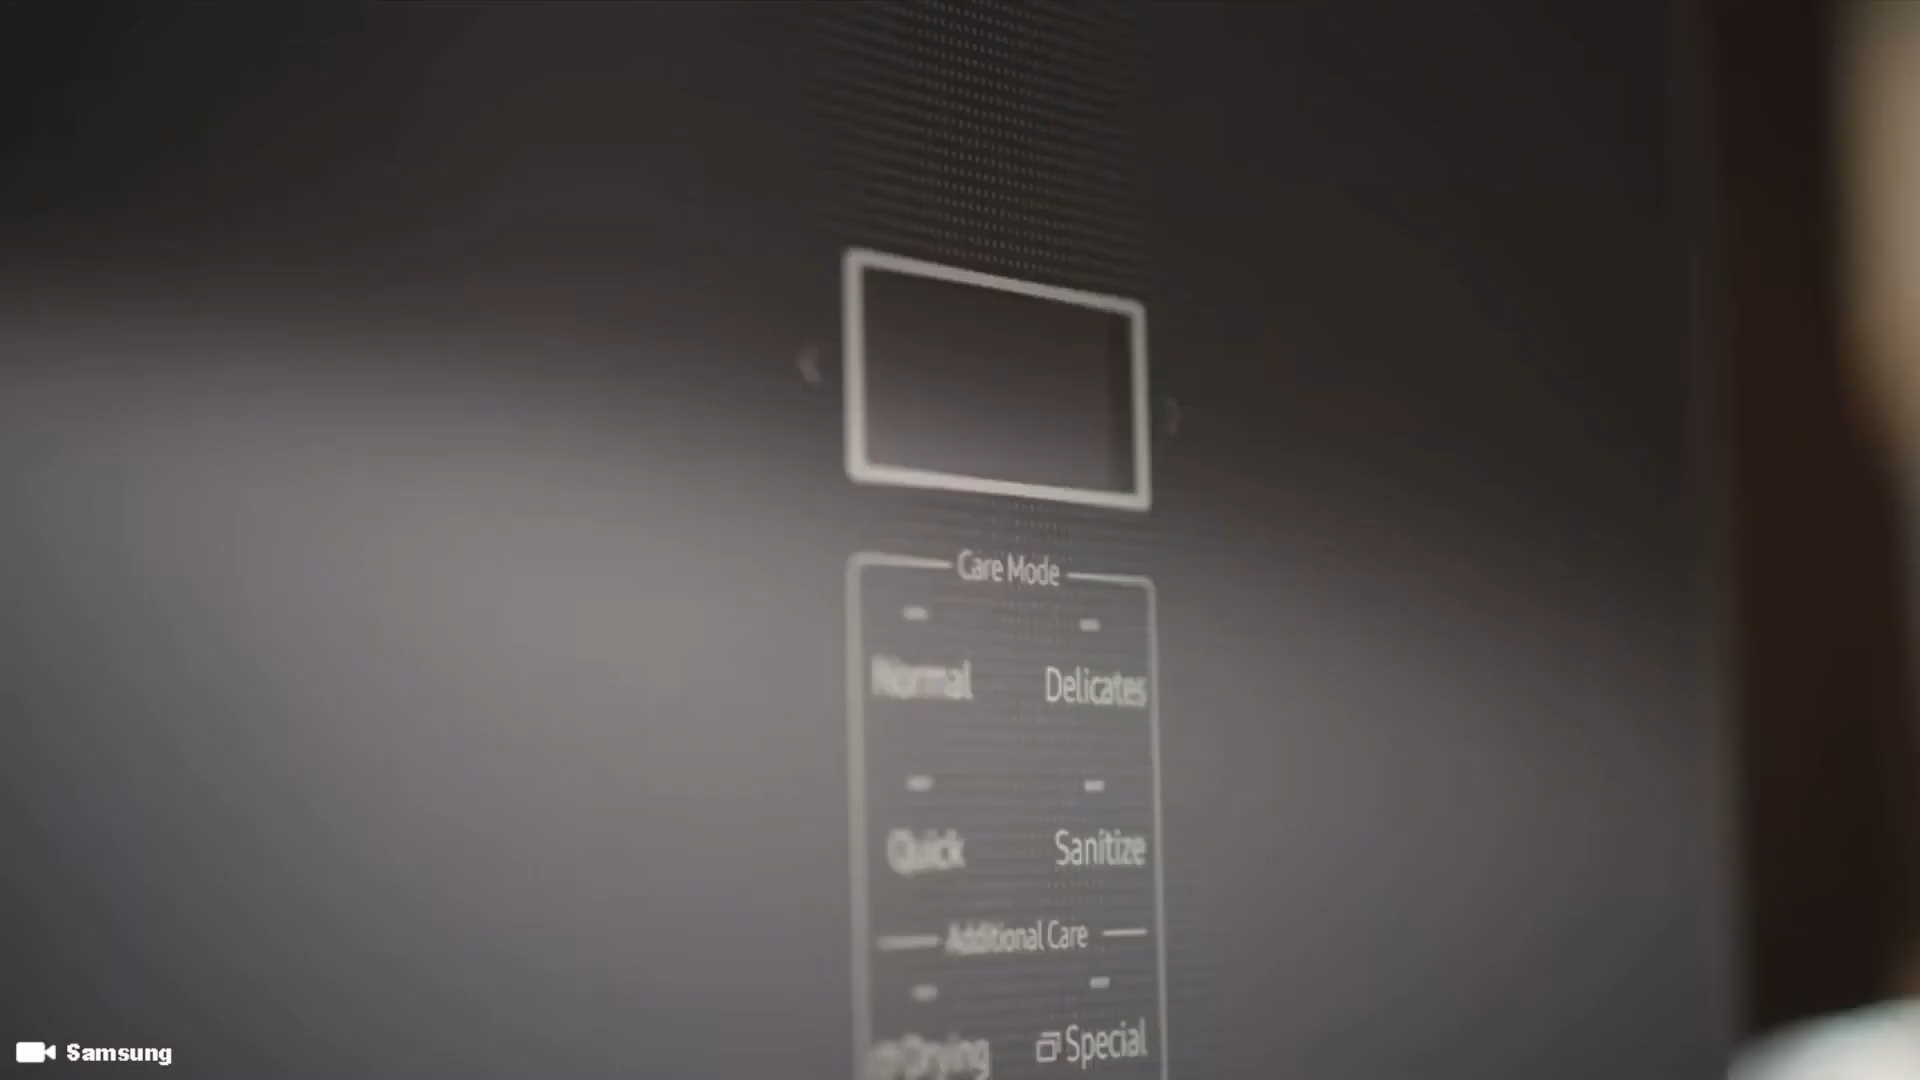 Care Mode
Normal Delicates
Quick Sanitize
Additional Care
Drying Special
Samsung